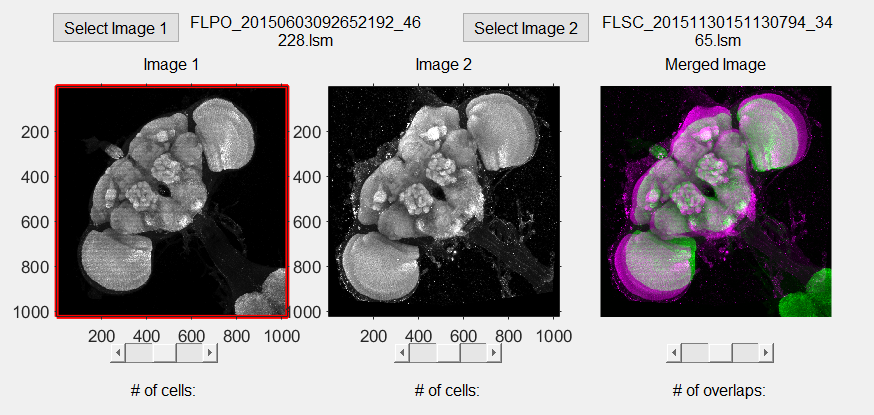 Select Image 1
FLPO_20150603092652192_46
228.lsm
Select Image 2
FLSC_20151130151130794_34
65.lsm
Image 1
Image 2
Merged Image
200
400
600
800
1000
200 400 600 800 1000
200
400
600
800
1000
200 400 600 800 1000
# of cells:
# of cells:
# of overlaps: